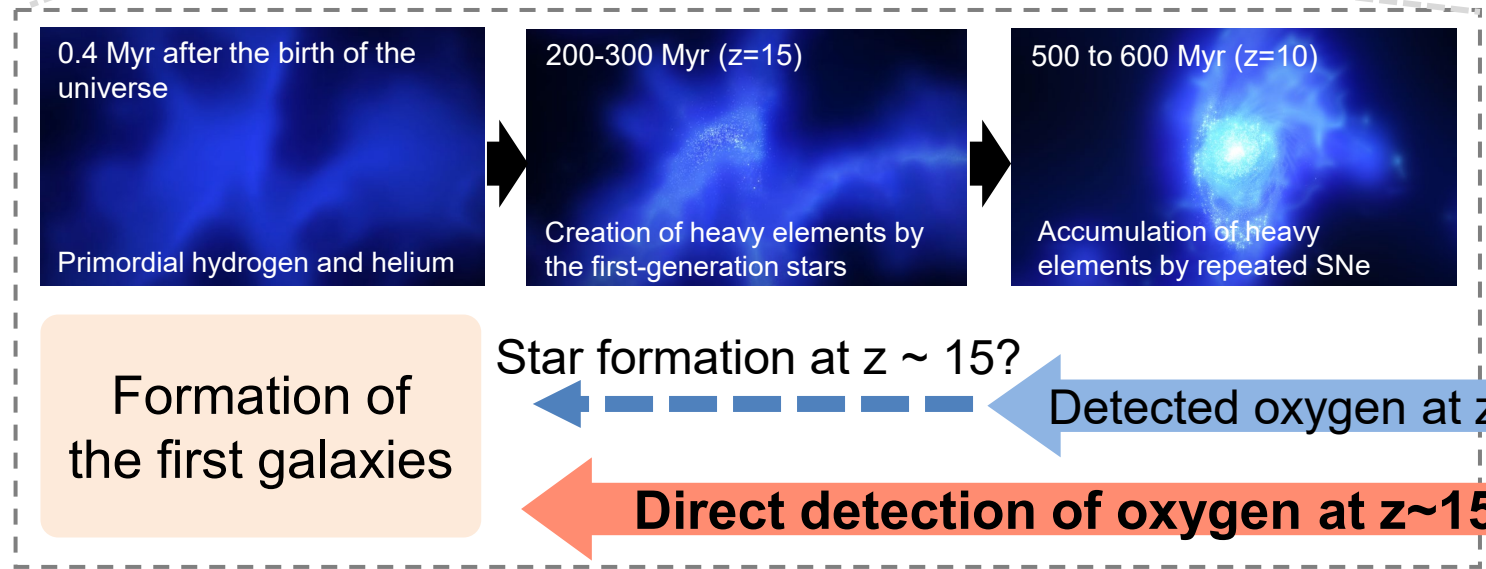 0.4 Myr after the birth of the
universe
Primordial hydrogen and helium
200-300 Myr (z=15)
Creation of heavy elements by
the first-generation stars
500 to 600 Myr (z=10)
Accumulation of heavy
elements by repeated SNe
Formation of
the first galaxies
Star formation at z ~ 15?
Detected oxygen at z
Direct detection of oxygen at z~15